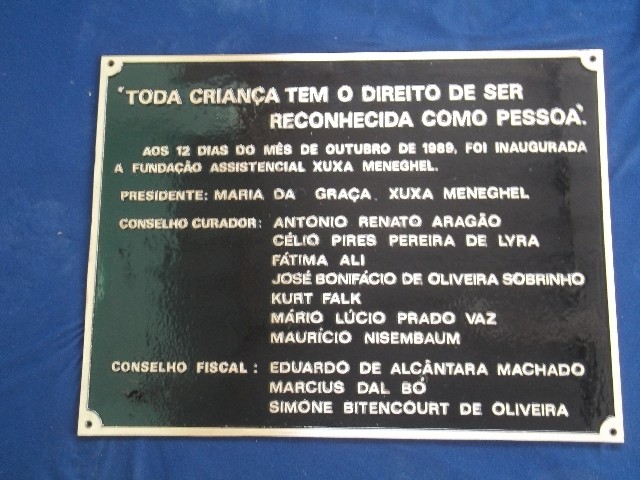 "TODA CRIANÇA TEM O DIREITO DE SER
RECONHECIDA COMO PESSOA".
AOS 12 DIAS DO MÊS DE OUTUBRO DE 1989, FOI INAUGURADA
A FUNDAÇÃO ASSISTENCIAL XUXA MENEGHEL.
PRESIDENTE: MARIA DA GRAÇA XUXA MENEGHEL
CONSELHO CURADOR: ANTONIO RENATO ARAGÃO
CÉLIO PIRES PEREIRA DE LYRA
FÁTIMA ALI
JOSÉ BONIFÁCIO DE OLIVEIRA SOBRINHO
KURT FALK
MÁRIO LÚCIO PRADO VAZ
MAURÍCIO NISEMBAUM
CONSELHO FISCAL: EDUARDO DE ALCÂNTARA MACHADO
MARCIUS DAL BÓ
SIMONE BITENCOURT DE OLIVEIRA